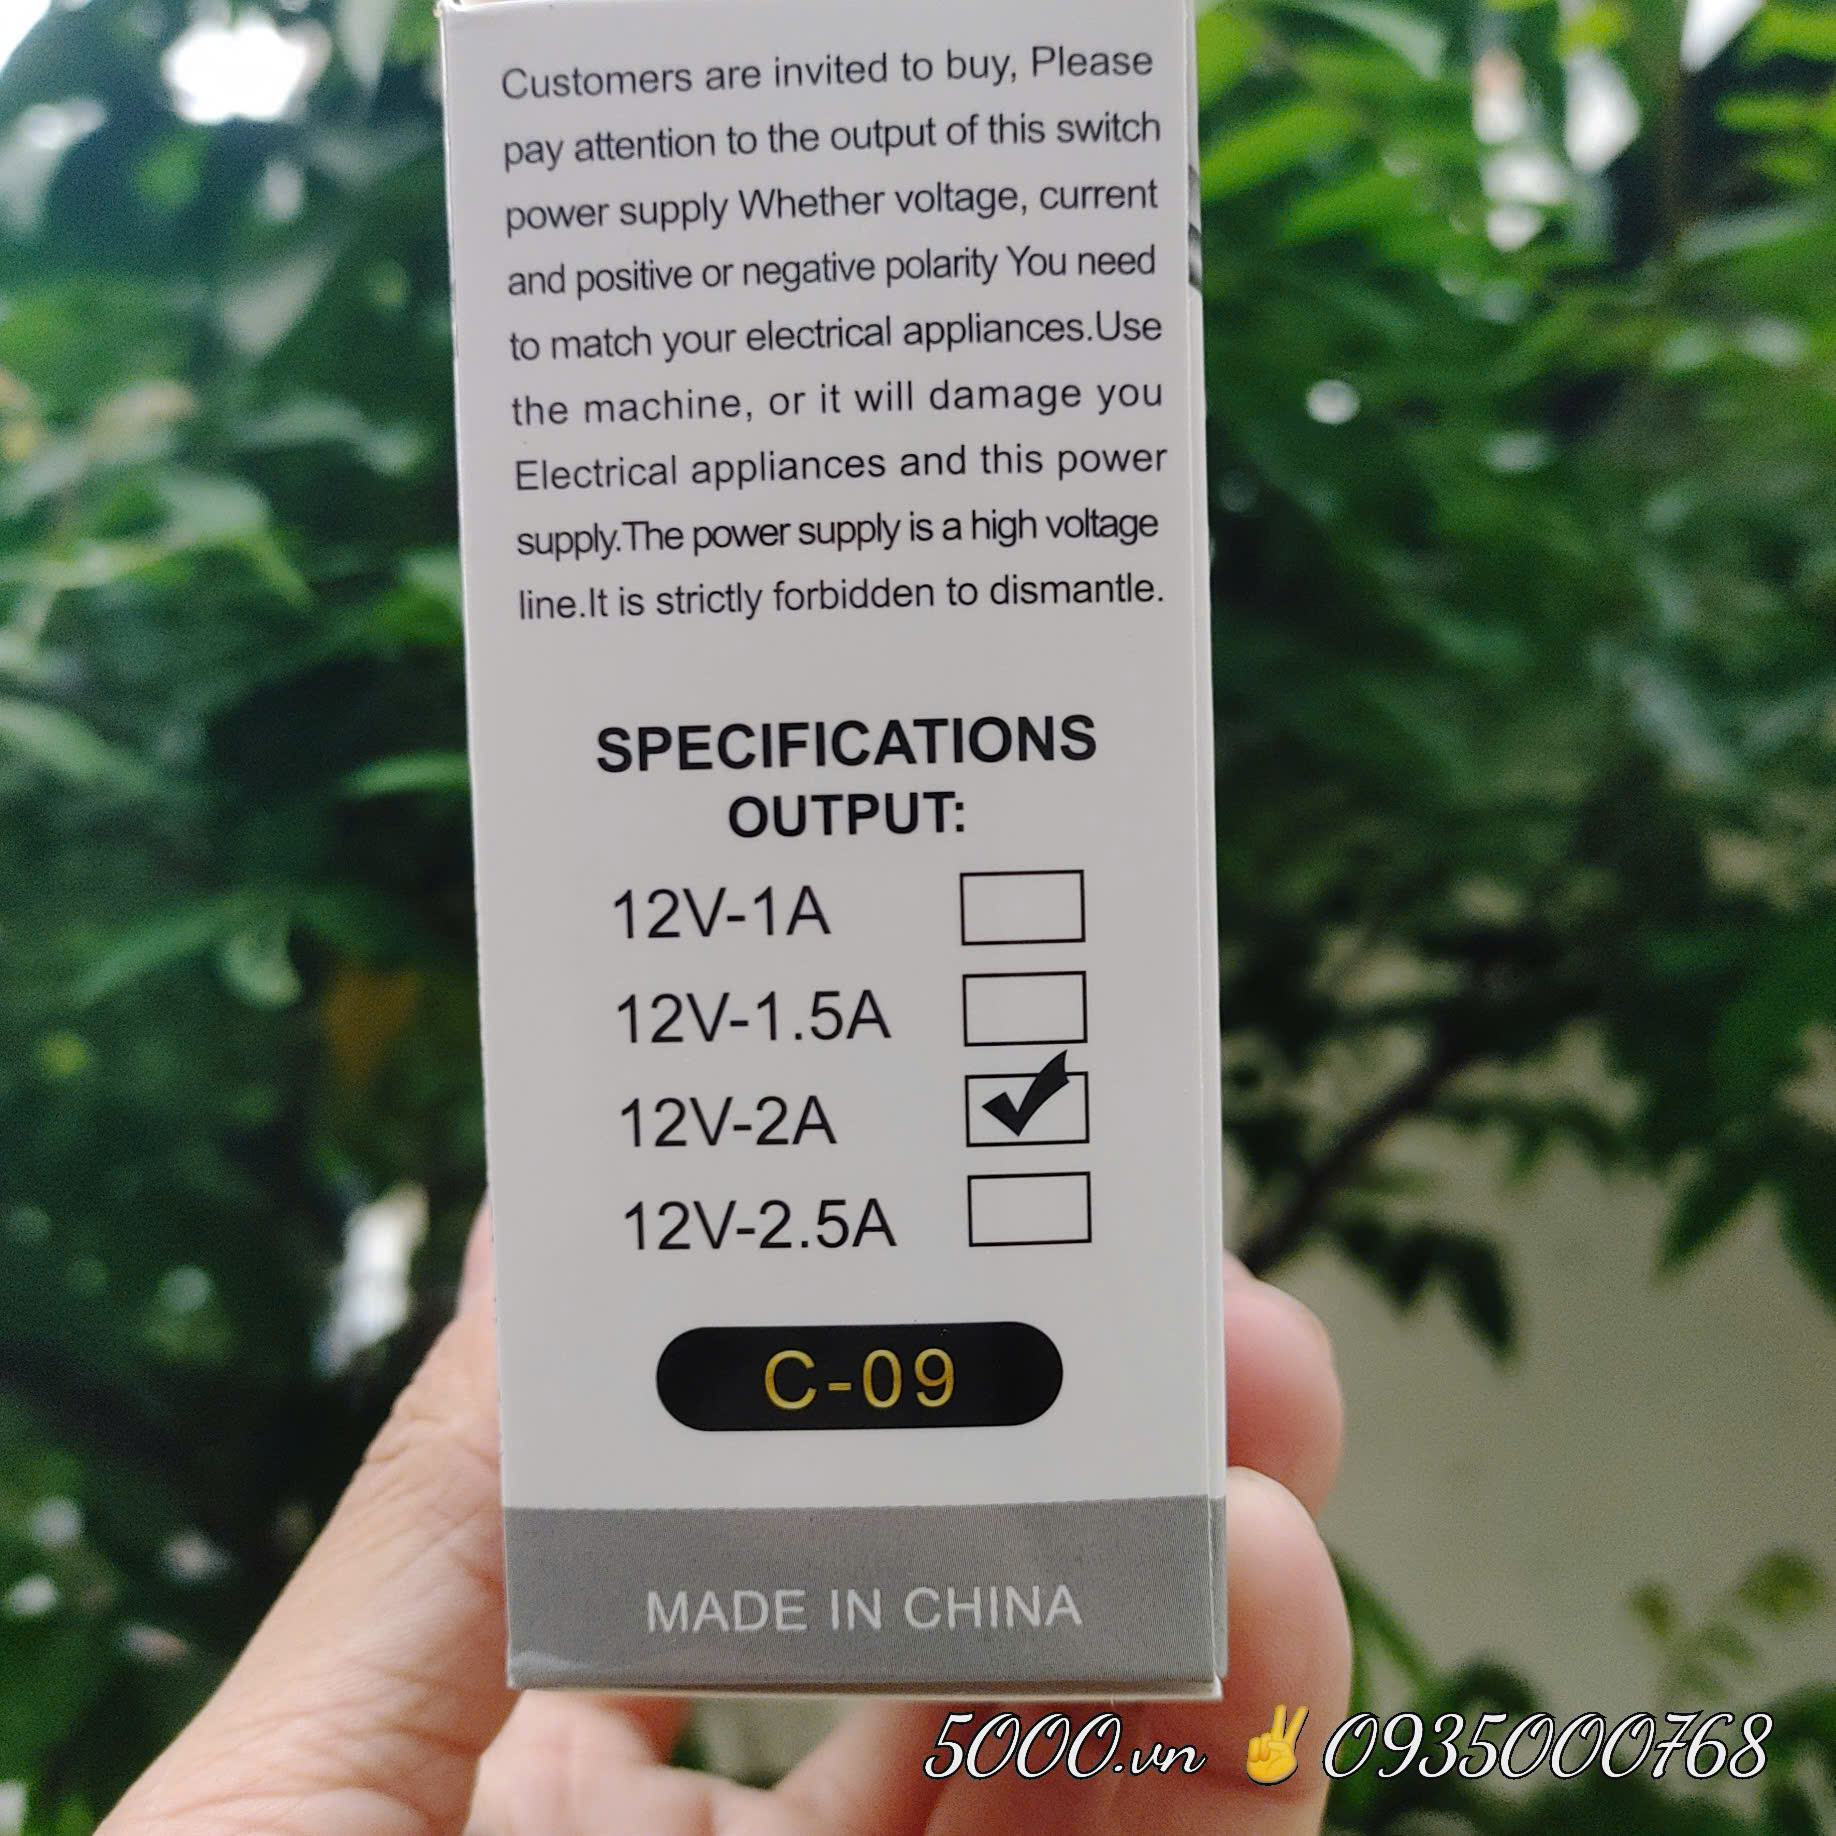 Customers are invited to buy, Please
pay attention to the output of this switch
power supply Whether voltage, current
and positive or negative polarity You need
to match your electrical appliances.Use
the machine, or it will damage you
Electrical appliances and this power
supply.The power supply is a high voltage
line.It is strictly forbidden to dismantle.
SPECIFICATIONS
OUTPUT:
12V-1A
12V-1.5A
12V-2A
12V-2.5A
C-09
MADE IN CHINA
5000.vn ✌ 0935000768